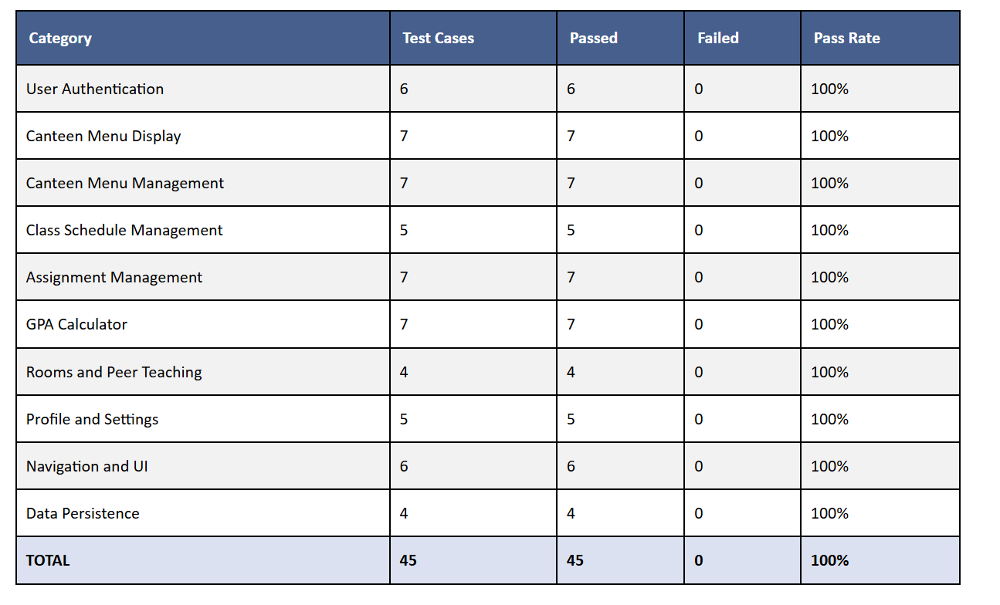 Category Test Cases Passed Failed Pass Rate
User Authentication 6 6 0 100%
Canteen Menu Display 7 7 0 100%
Canteen Menu Management 7 7 0 100%
Class Schedule Management 5 5 0 100%
Assignment Management 7 7 0 100%
GPA Calculator 7 7 0 100%
Rooms and Peer Teaching 4 4 0 100%
Profile and Settings 5 5 0 100%
Navigation and UI 6 6 0 100%
Data Persistence 4 4 0 100%
TOTAL 45 45 0 100%